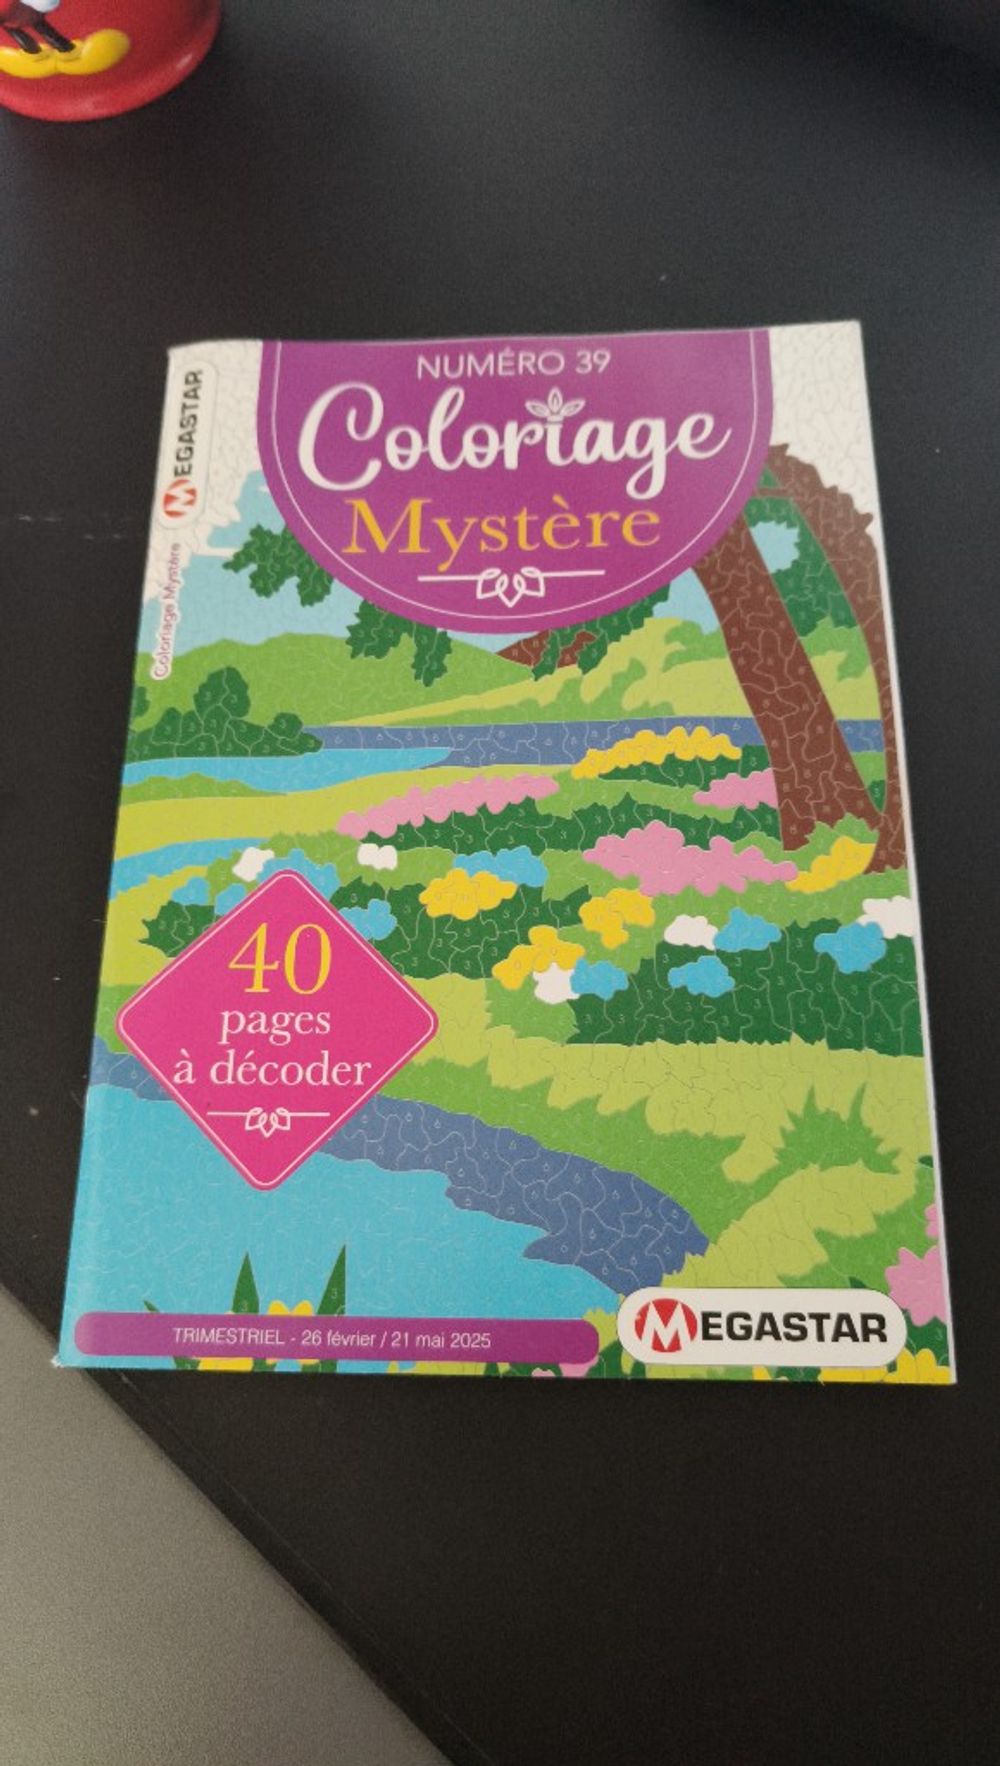 NUMÉRO 39
Coloriage
Mystère
MEGASTAR
Coloriage Mystère
40
pages
à décoder
TRIMESTRIEL - 26 février / 21 mai 2025
MEGASTAR